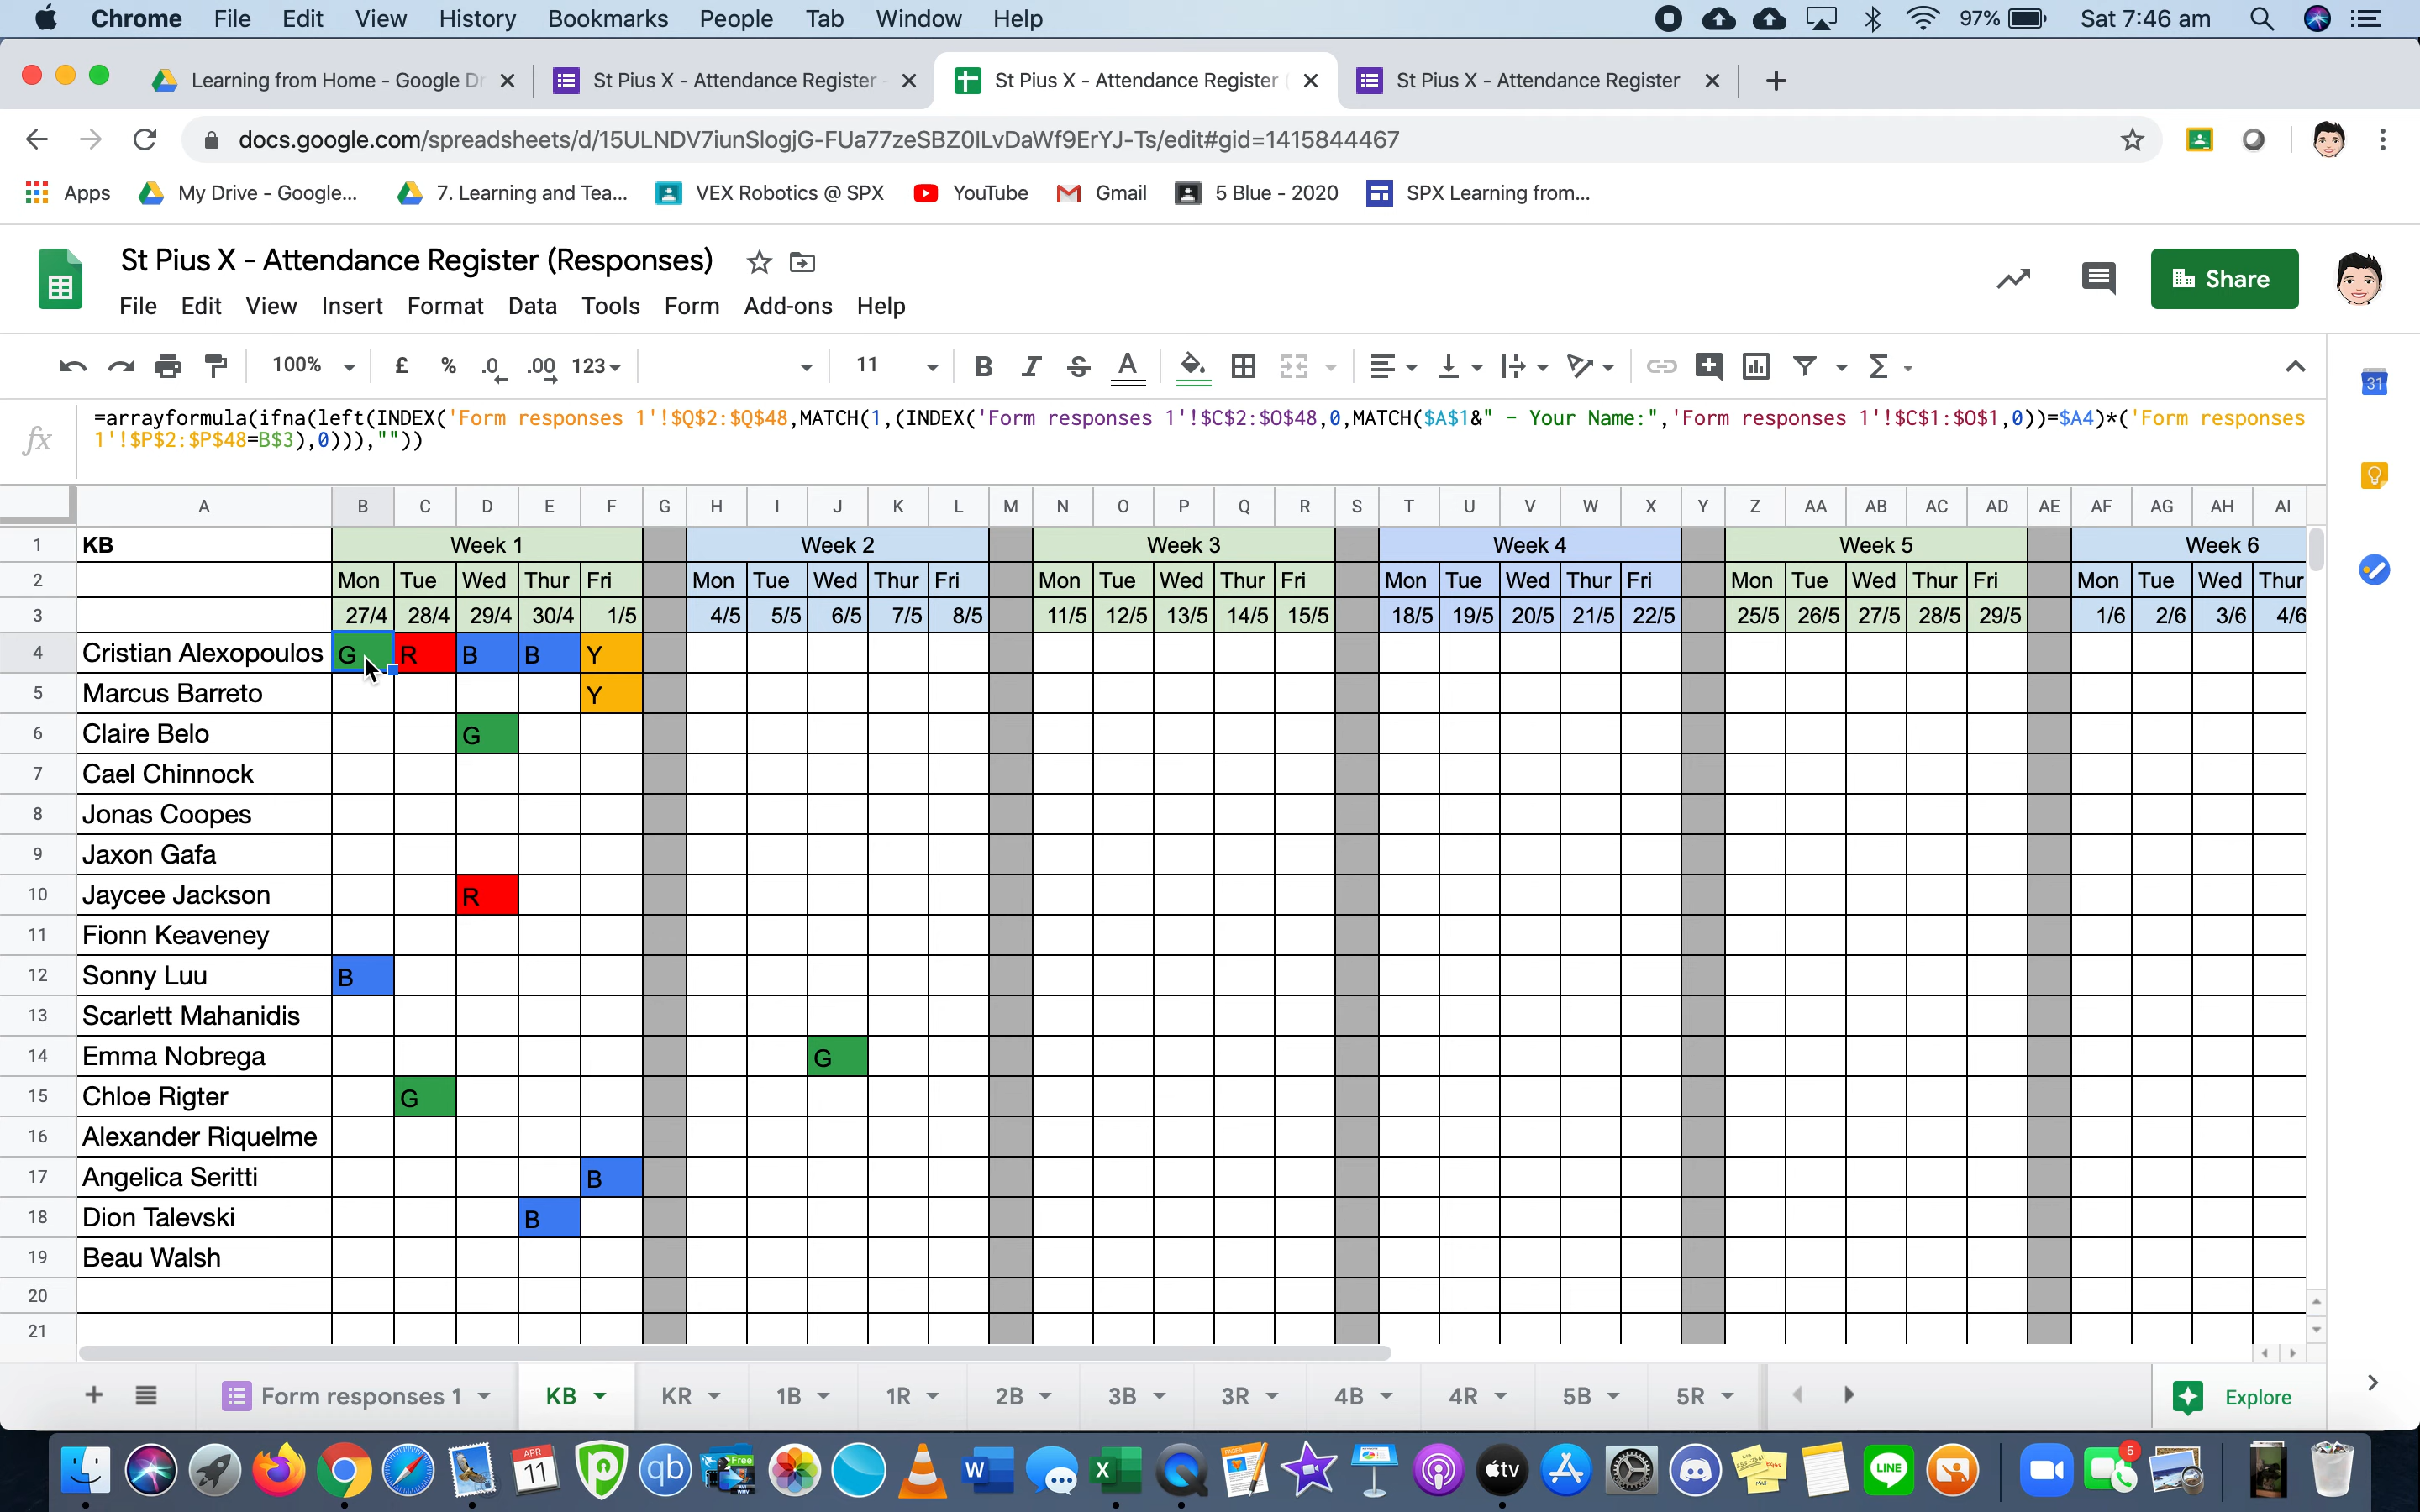 Chrome File Edit View History Bookmarks People Tab Window Help 97% Sat 7:46 am
Learning from Home - Google Dr St Pius X - Attendance Register - St Pius X - Attendance Register ( St Pius X - Attendance Register
docs.google.com/spreadsheets/d/15ULNDV7iunSlogjG-FUa77zeSBZ0ILvDaWf9ErYJ-Ts/edit#gid=1415844467
Apps My Drive - Google... 7. Learning and Tea... VEX Robotics @ SPX YouTube Gmail 5 Blue - 2020 SPX Learning from...
St Pius X - Attendance Register (Responses)
Share
File Edit View Insert Format Data Tools Form Add-ons Help
100% £ % .0 .00 123 11 B I S A Σ 31
fx
=arrayformula(ifna(left(INDEX('Form responses 1'!$Q$2:$Q$48,MATCH(1,(INDEX('Form responses 1'!$C$2:$O$48,0,MATCH($A$1&" - Your Name:",'Form responses 1'!$C$1:$O$1,0))=$A4)*('Form responses
1'!$P$2:$P$48=B$3),0))),""))
A B C D E F G H I J K L M N O P Q R S T U V W X Y Z AA AB AC AD AE AF AG AH AI
1 KB Week 1 Week 2 Week 3 Week 4 Week 5 Week 6
2 Mon Tue Wed Thur Fri Mon Tue Wed Thur Fri Mon Tue Wed Thur Fri Mon Tue Wed Thur Fri Mon Tue Wed Thur Fri Mon Tue Wed Thur
3 27/4 28/4 29/4 30/4 1/5 4/5 5/5 6/5 7/5 8/5 11/5 12/5 13/5 14/5 15/5 18/5 19/5 20/5 21/5 22/5 25/5 26/5 27/5 28/5 29/5 1/6 2/6 3/6 4/6
4 Cristian Alexopoulos G R B B Y
5 Marcus Barreto Y
6 Claire Belo G
7 Cael Chinnock
8 Jonas Coopes
9 Jaxon Gafa
10 Jaycee Jackson R
11 Fionn Keaveney
12 Sonny Luu B
13 Scarlett Mahanidis
14 Emma Nobrega G
15 Chloe Rigter G
16 Alexander Riquelme
17 Angelica Seritti B
18 Dion Talevski B
19 Beau Walsh
20
21
+ Form responses 1 KB KR 1B 1R 2B 3B 3R 4B 4R 5B 5R Explore
APR 11 qb Free W X PAGES tv LINE 5